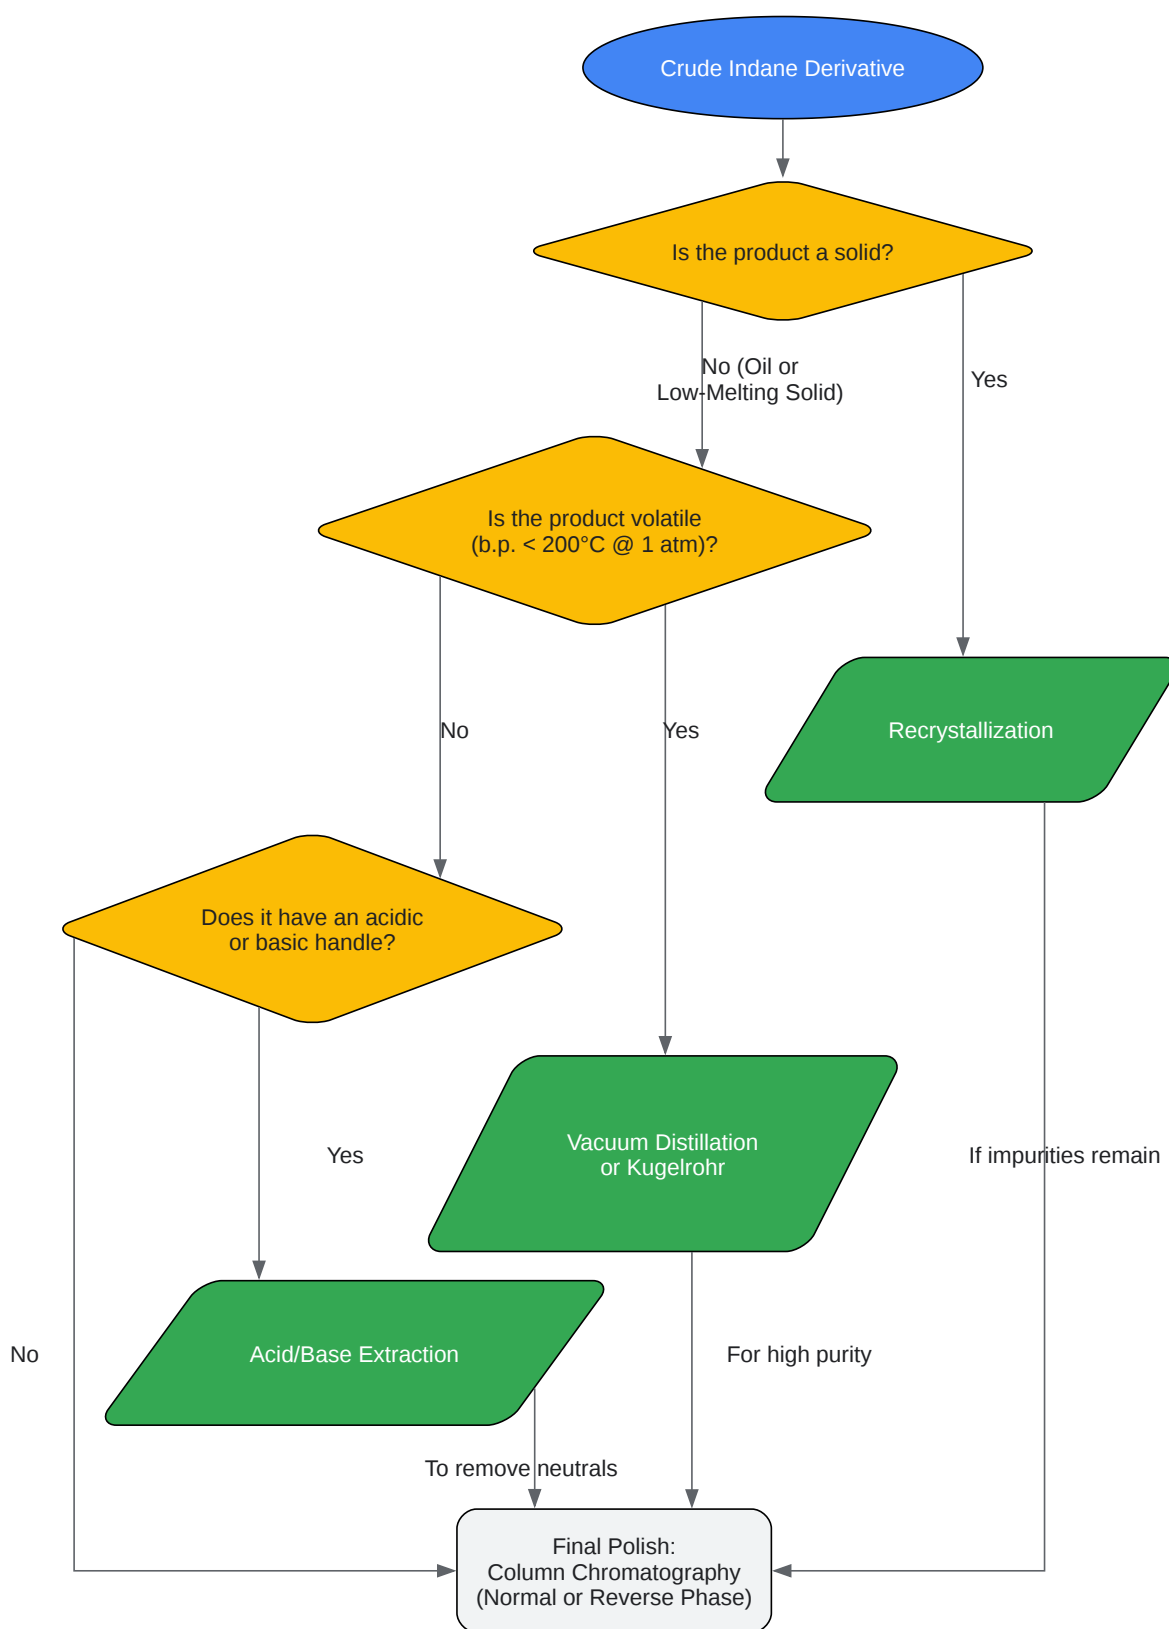 Crude Indane Derivative
Is the product a solid?
No (Oil or
Low-Melting Solid)
Yes
Is the product volatile
(b.p. < 200°C @ 1 atm)?
No
Yes
Recrystallization
Does it have an acidic
or basic handle?
Yes
Vacuum Distillation
or Kugelrohr
If impurities remain
No
Acid/Base Extraction
For high purity
To remove neutrals
Final Polish:
Column Chromatography
(Normal or Reverse Phase)